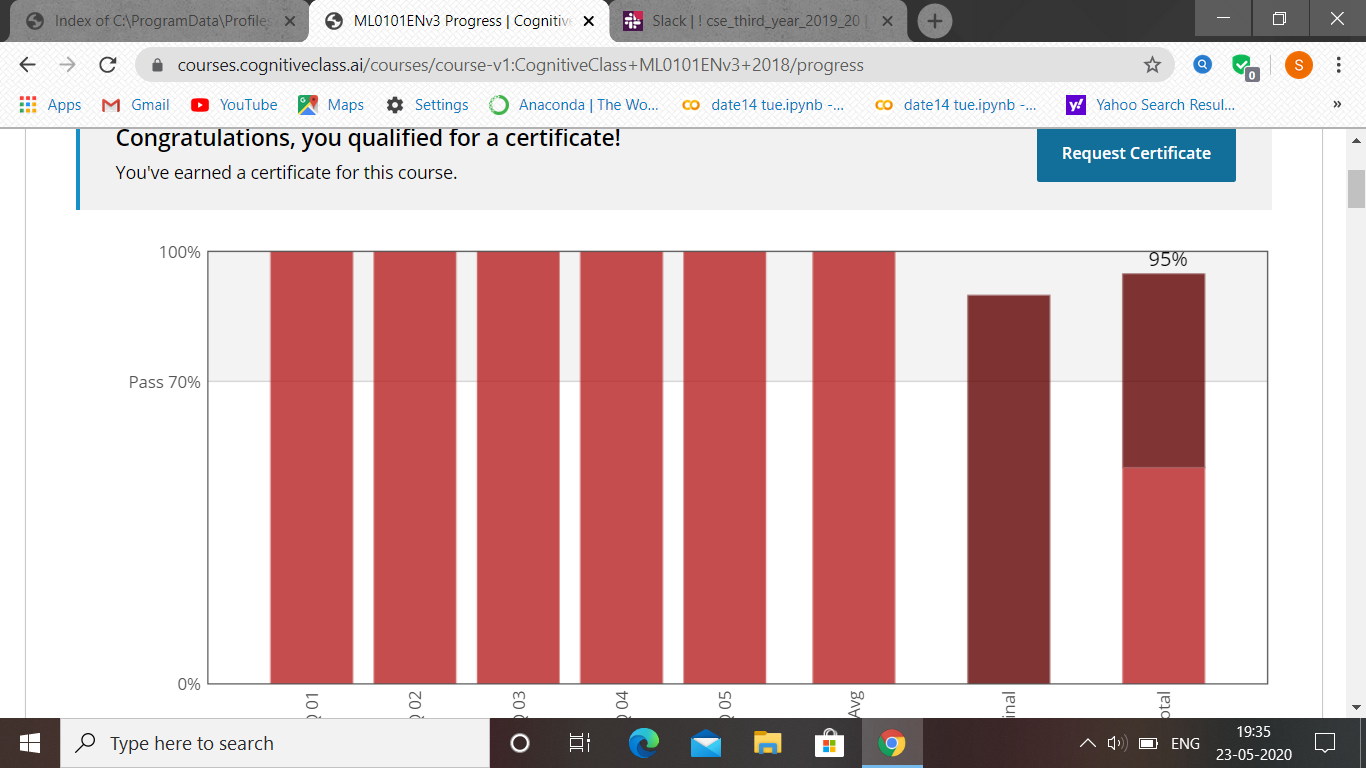 Index of C:\ProgramData\Profiles
ML0101ENv3 Progress | Cognitive
Slack | ! cse_third_year_2019_20 |
courses.cognitiveclass.ai/courses/course-v1:CognitiveClass+ML0101ENv3+2018/progress
0
S
Apps
Gmail
YouTube
Maps
Settings
Anaconda | The Wo...
date14 tue.ipynb -...
date14 tue.ipynb -...
Yahoo Search Resul...
»
Congratulations, you qualified for a certificate!
You've earned a certificate for this course.
Request Certificate
100%
95%
Pass 70%
0%
Q 01
Q 02
Q 03
Q 04
Q 05
Avg
inal
otal
Type here to search
ENG
19:35
23-05-2020